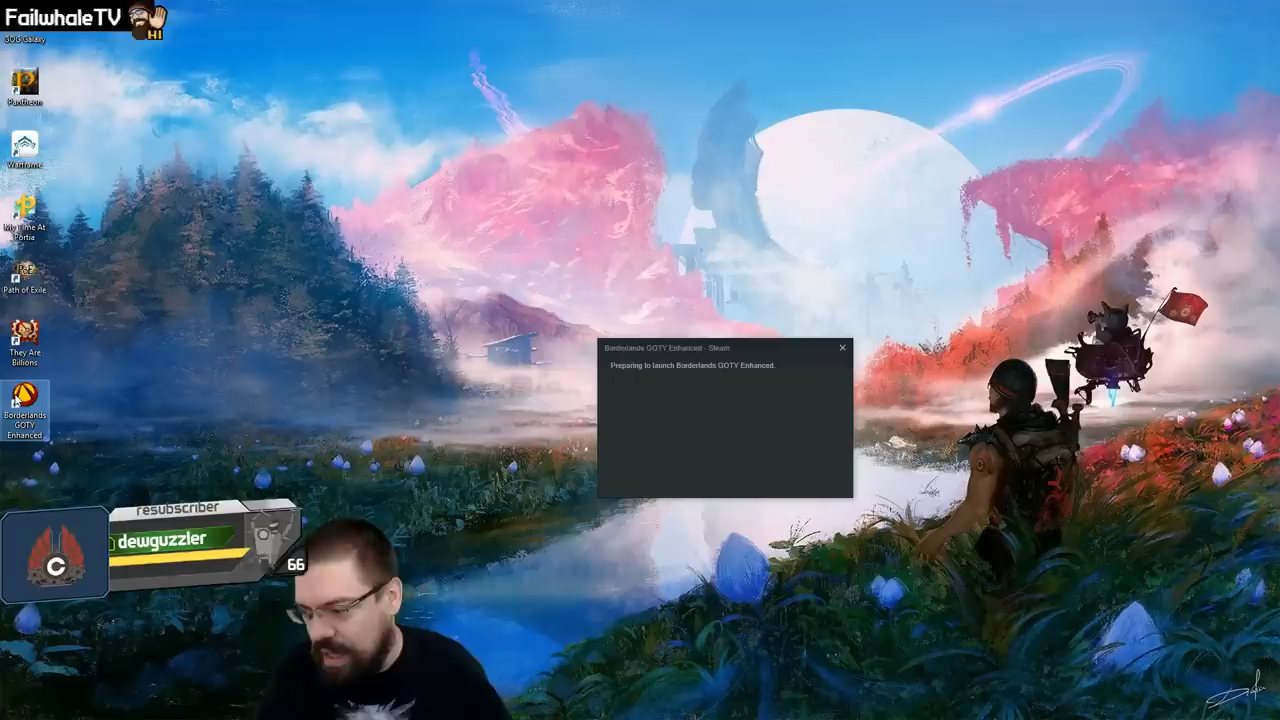 FailwhaleTV
HI
GOG Galaxy
Pantheon
Warframe
My Time At
Portia
Path of Exile
They Are
Billions
Borderlands
GOTY
Enhanced
Borderlands GOTY Enhanced - Steam
Preparing to launch Borderlands GOTY Enhanced.
resubscriber
dewguzzler
66
C